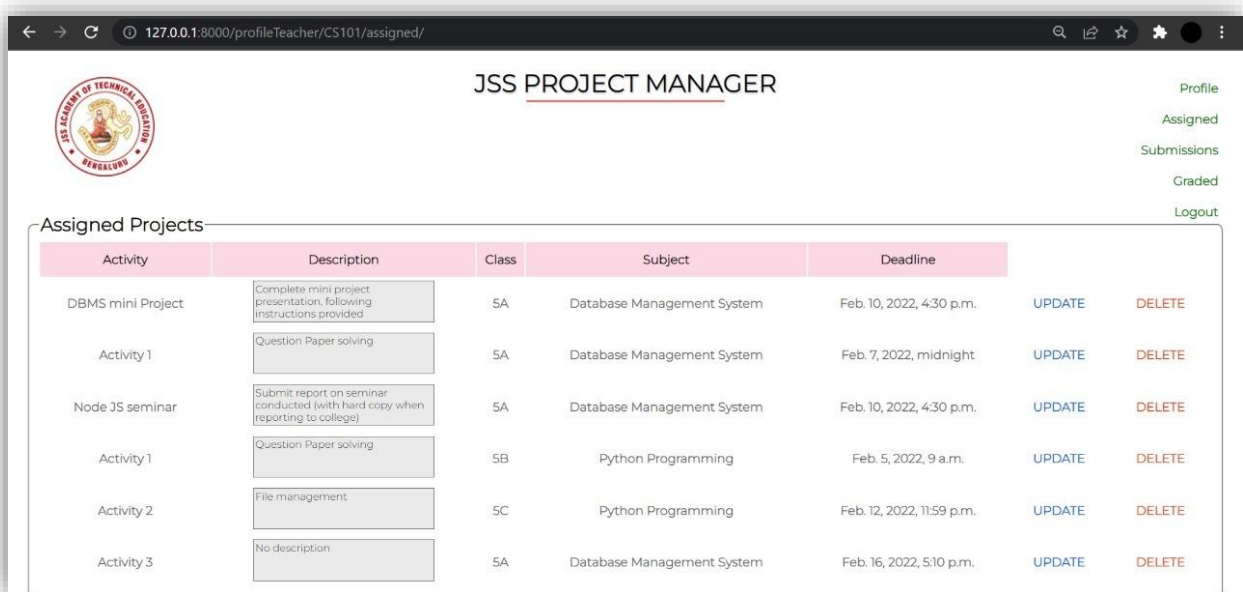 127.0.0.1:8000/profileTeacher/CS101/assigned/
JSS ACADEMY OF TECHNICAL EDUCATION
BENGALURU
JSS PROJECT MANAGER
Profile
Assigned
Submissions
Graded
Logout
Assigned Projects
Activity Description Class Subject Deadline
DBMS mini Project Complete mini project 5A Database Management System Feb. 10, 2022, 4:30 p.m. UPDATE DELETE
presentation, following
instructions provided
Activity 1 Question Paper solving 5A Database Management System Feb. 7, 2022, midnight UPDATE DELETE
Node JS seminar Submit report on seminar 5A Database Management System Feb. 10, 2022, 4:30 p.m. UPDATE DELETE
conducted (with hard copy when
reporting to college)
Activity 1 Question Paper solving 5B Python Programming Feb. 5, 2022, 9 a.m. UPDATE DELETE
Activity 2 File management 5C Python Programming Feb. 12, 2022, 11:59 p.m. UPDATE DELETE
Activity 3 No description 5A Database Management System Feb. 16, 2022, 5:10 p.m. UPDATE DELETE